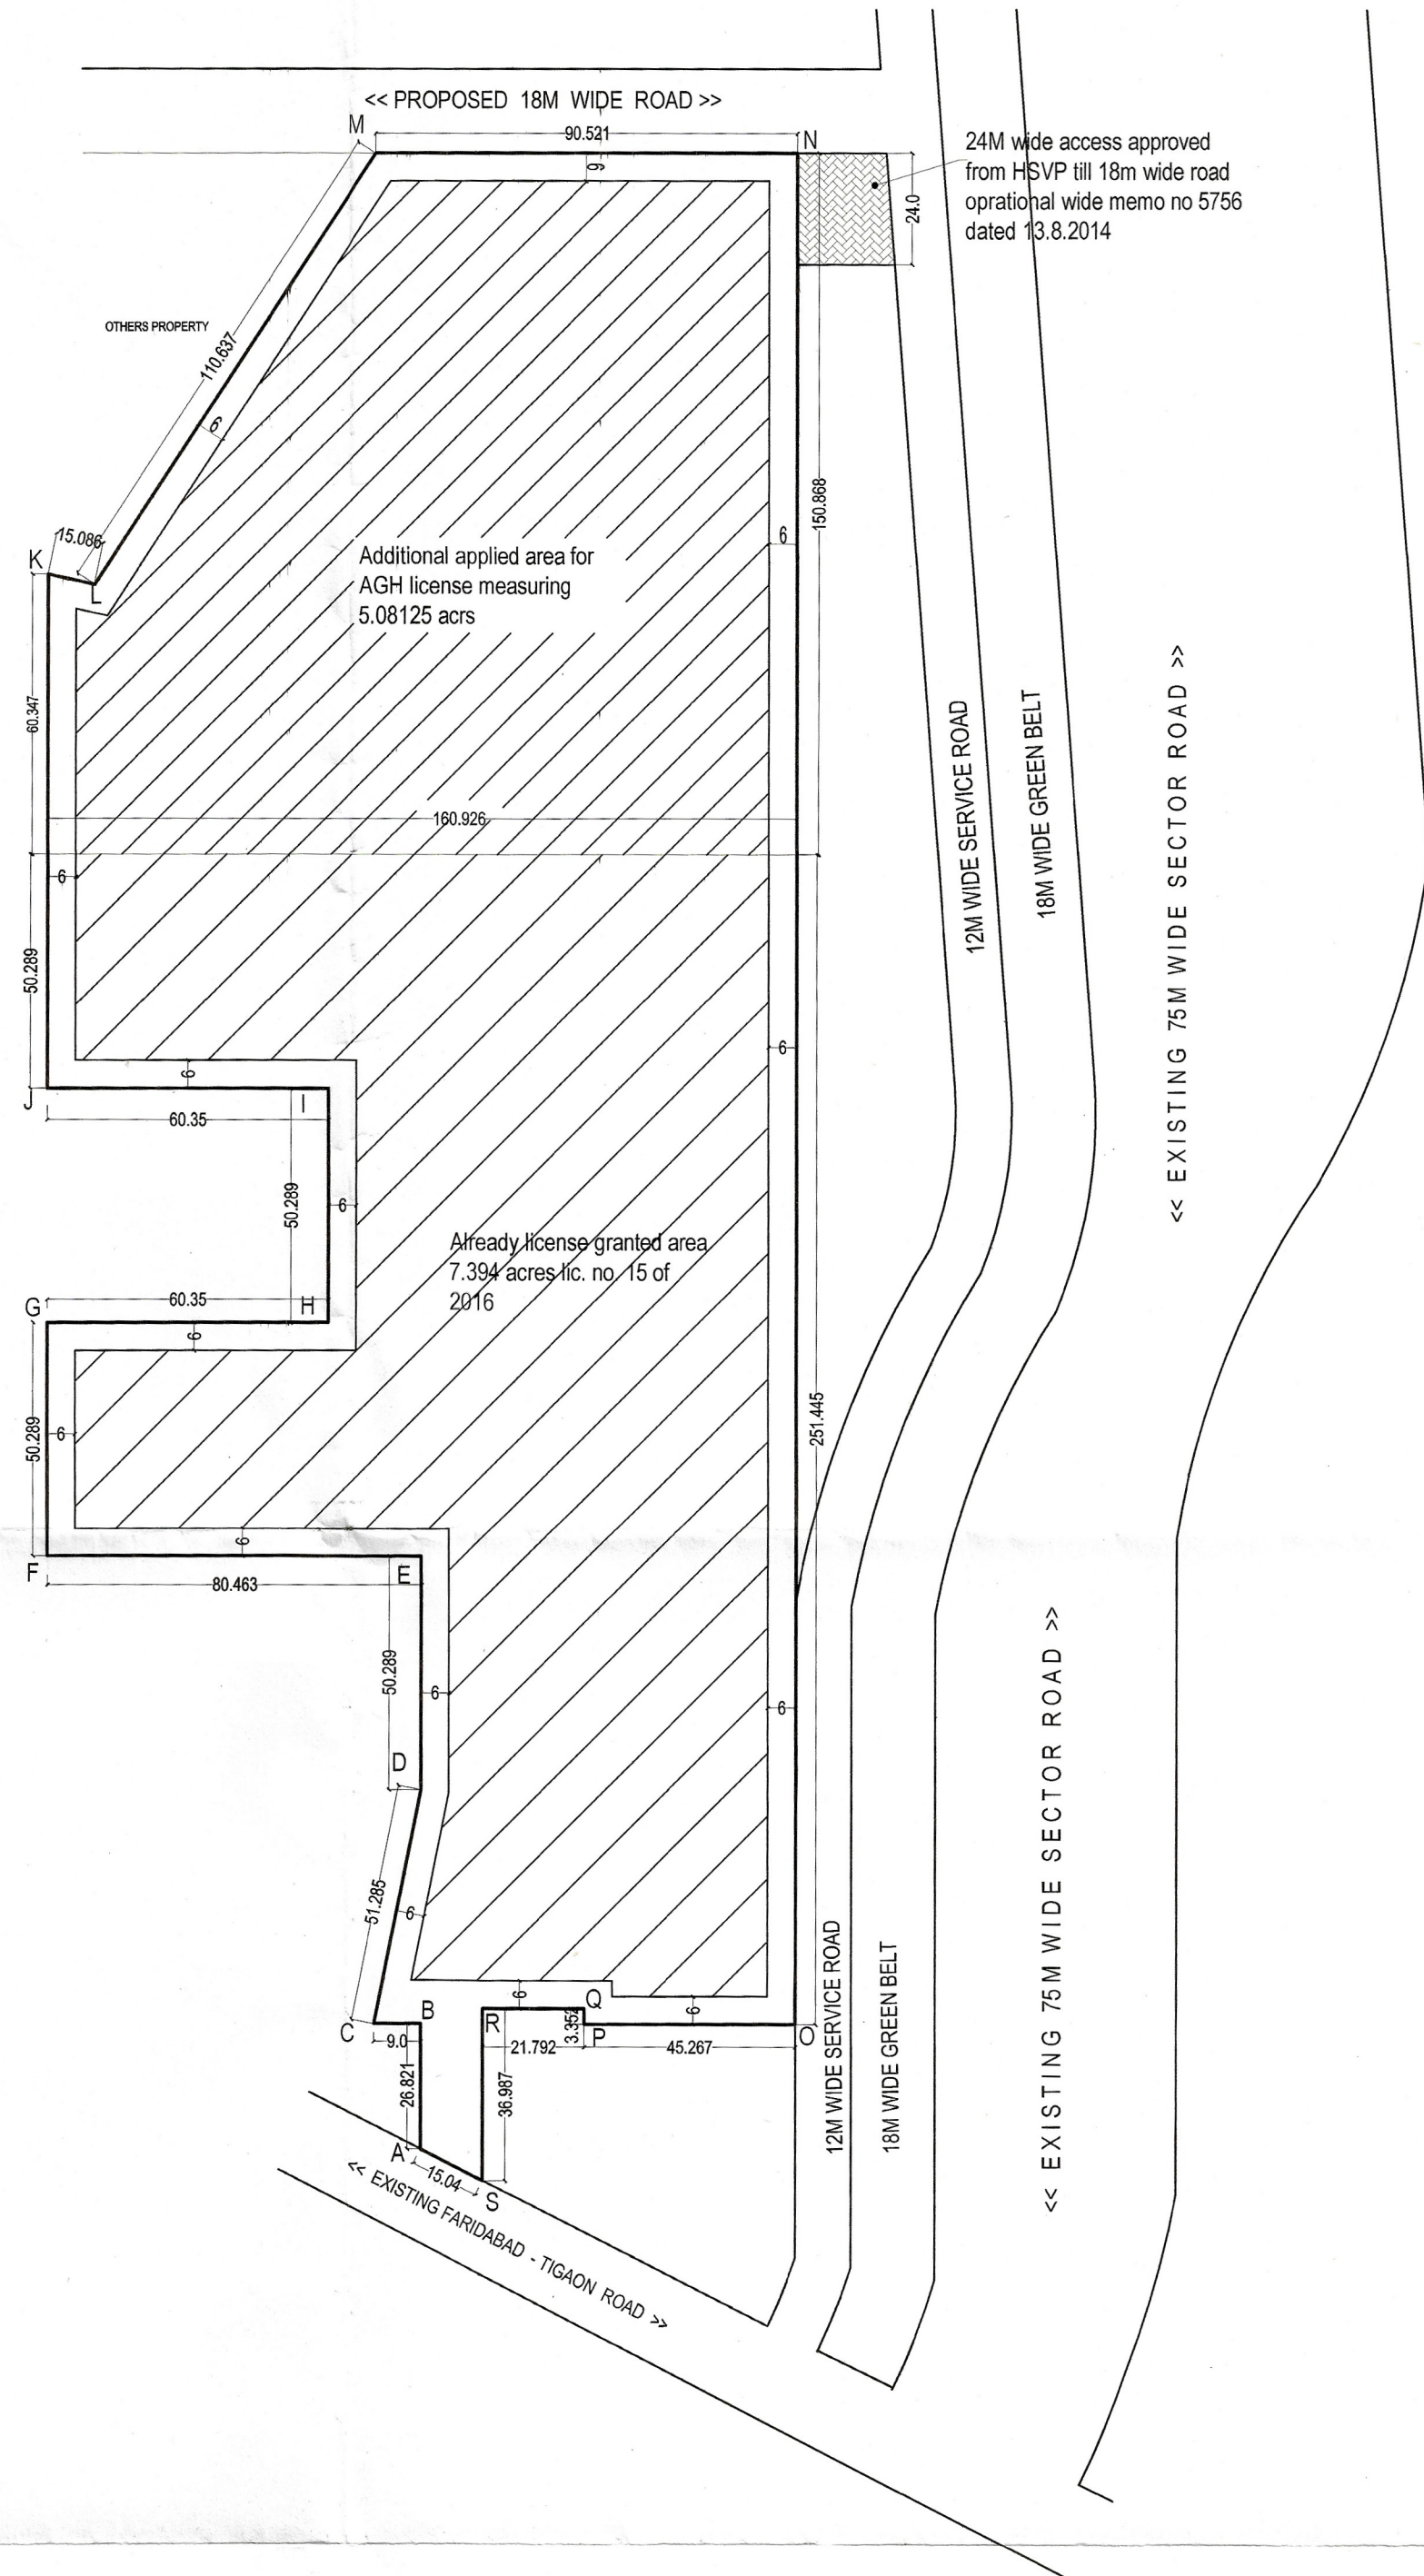 << PROPOSED 18M WIDE ROAD >>
M
90.521
N
24M wide access approved
from HSVP till 18m wide road
oprational wide memo no 5756
dated 13.8.2014
6
24.0
OTHERS PROPERTY
110.637
6
150.868
15.086
K
L
6
Additional applied area for
AGH license measuring
5.08125 acrs
60.347
12M WIDE SERVICE ROAD
18M WIDE GREEN BELT
<< EXISTING 75M WIDE SECTOR ROAD >>
160.926
6
50.289
6
6
J
I
60.35
50.289
6
Already license granted area
7.394 acres lic. no. 15 of
2016
G
60.35
H
6
50.289
6
251.445
6
F
80.463
E
50.289
6
6
D
51.285
6
<< EXISTING 75M WIDE SECTOR ROAD >>
12M WIDE SERVICE ROAD
18M WIDE GREEN BELT
C
B
6
Q
6
R
3.352
P
O
9.0
21.792
45.267
26.821
36.987
A
15.04
S
<< EXISTING FARIDABAD - TIGAON ROAD >>